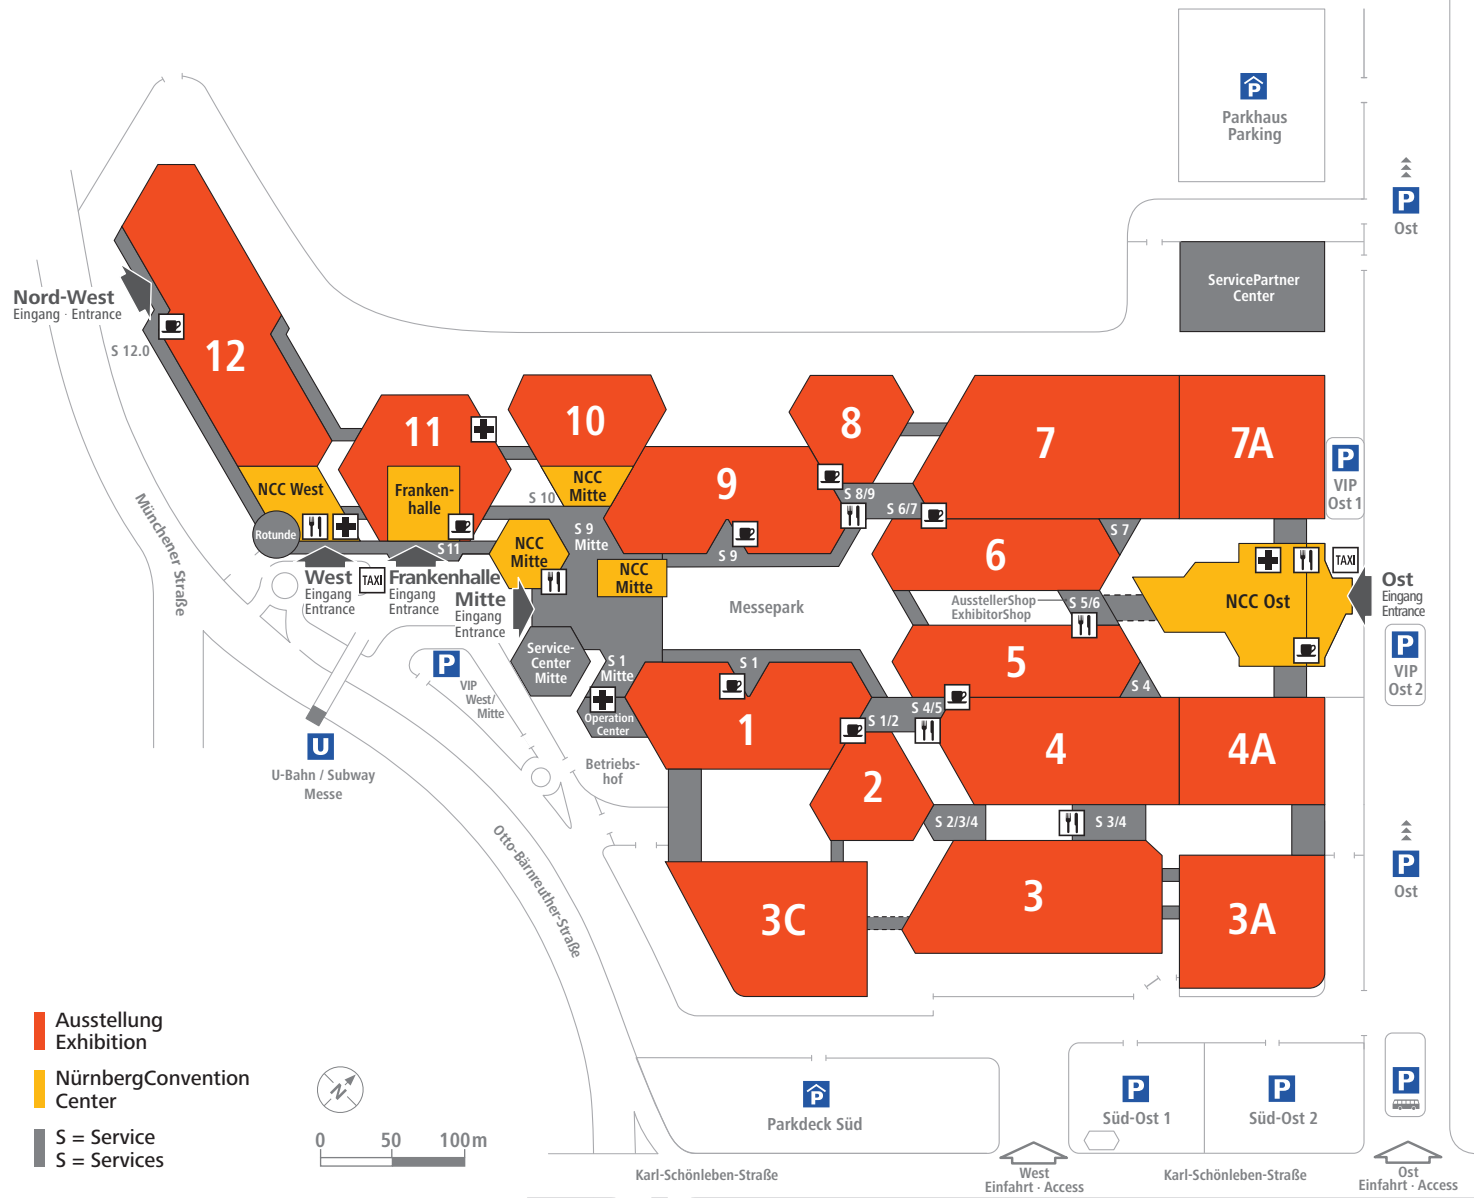 P
Parkhaus
Parking
P
Ost
ServicePartner
Center
Nord-West
Eingang · Entrance
S 12.0
12
11
10
8
7
7A
9
P
VIP
Ost 1
NCC West
Franken-
halle
NCC
Mitte
S 10
S 8/9
S 6/7
S 7
Rotunde
S 11
S 9
Mitte
NCC
Mitte
S 9
6
NCC
Mitte
Münchener Straße
West
Eingang
Entrance
TAXI
Frankenhalle
Eingang
Entrance
Mitte
Eingang
Entrance
Messepark
AusstellerShop
ExhibitorShop
S 5/6
NCC Ost
TAXI
Ost
Eingang
Entrance
P
VIP
Ost 2
Service-
Center
Mitte
S 1
Mitte
S 1
5
S 4
P
VIP
West/
Mitte
Operation
Center
1
S 1/2
S 4/5
4
4A
U
U-Bahn / Subway
Messe
Betriebs-
hof
2
S 2/3/4
S 3/4
Otto-Bärnreuther-Straße
P
Ost
3C
3
3A
Ausstellung
Exhibition
NürnbergConvention
Center
S = Service
S = Services
N
0 50 100m
P
Parkdeck Süd
P
Süd-Ost 1
P
Süd-Ost 2
P
Karl-Schönleben-Straße
West
Einfahrt · Access
Karl-Schönleben-Straße
Ost
Einfahrt · Access